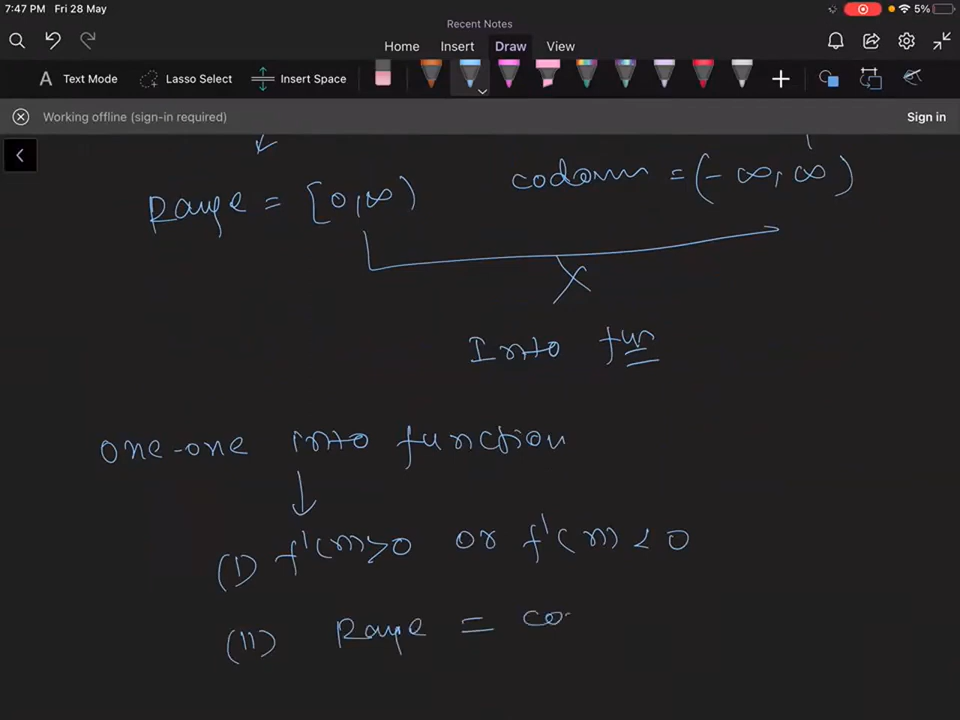 7:47 PM Fri 28 May 5%
Recent Notes
Home Insert Draw View
A Text Mode Lasso Select Insert Space
Working offline (sign-in required) Sign in
Range = [0,∞) codomn = (-∞,∞)
X
Into fun
one-one into function
↓
(I) f'(n)>0 or f'(n) < 0
(II) Range = co